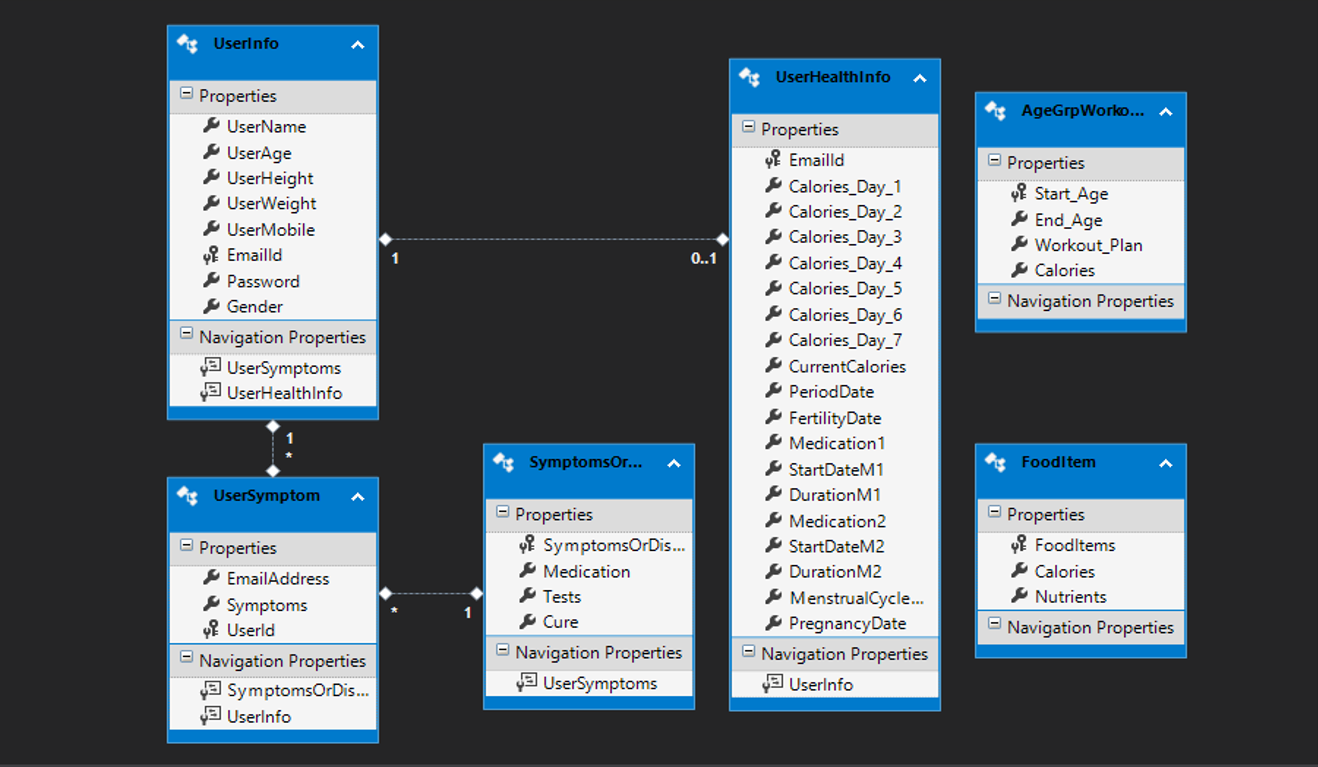 UserInfo
Properties
UserName
UserAge
UserHeight
UserWeight
UserMobile
EmailId
Password
Gender
Navigation Properties
UserSymptoms
UserHealthInfo
1
0..1
1
*
UserSymptom
Properties
EmailAddress
Symptoms
UserId
Navigation Properties
SymptomsOrDis...
UserInfo
*
1
SymptomsOr...
Properties
SymptomsOrDis...
Medication
Tests
Cure
Navigation Properties
UserSymptoms
UserHealthInfo
Properties
EmailId
Calories_Day_1
Calories_Day_2
Calories_Day_3
Calories_Day_4
Calories_Day_5
Calories_Day_6
Calories_Day_7
CurrentCalories
PeriodDate
FertilityDate
Medication1
StartDateM1
DurationM1
Medication2
StartDateM2
DurationM2
MenstrualCycle...
PregnancyDate
Navigation Properties
UserInfo
AgeGrpWorko...
Properties
Start_Age
End_Age
Workout_Plan
Calories
Navigation Properties
FoodItem
Properties
FoodItems
Calories
Nutrients
Navigation Properties